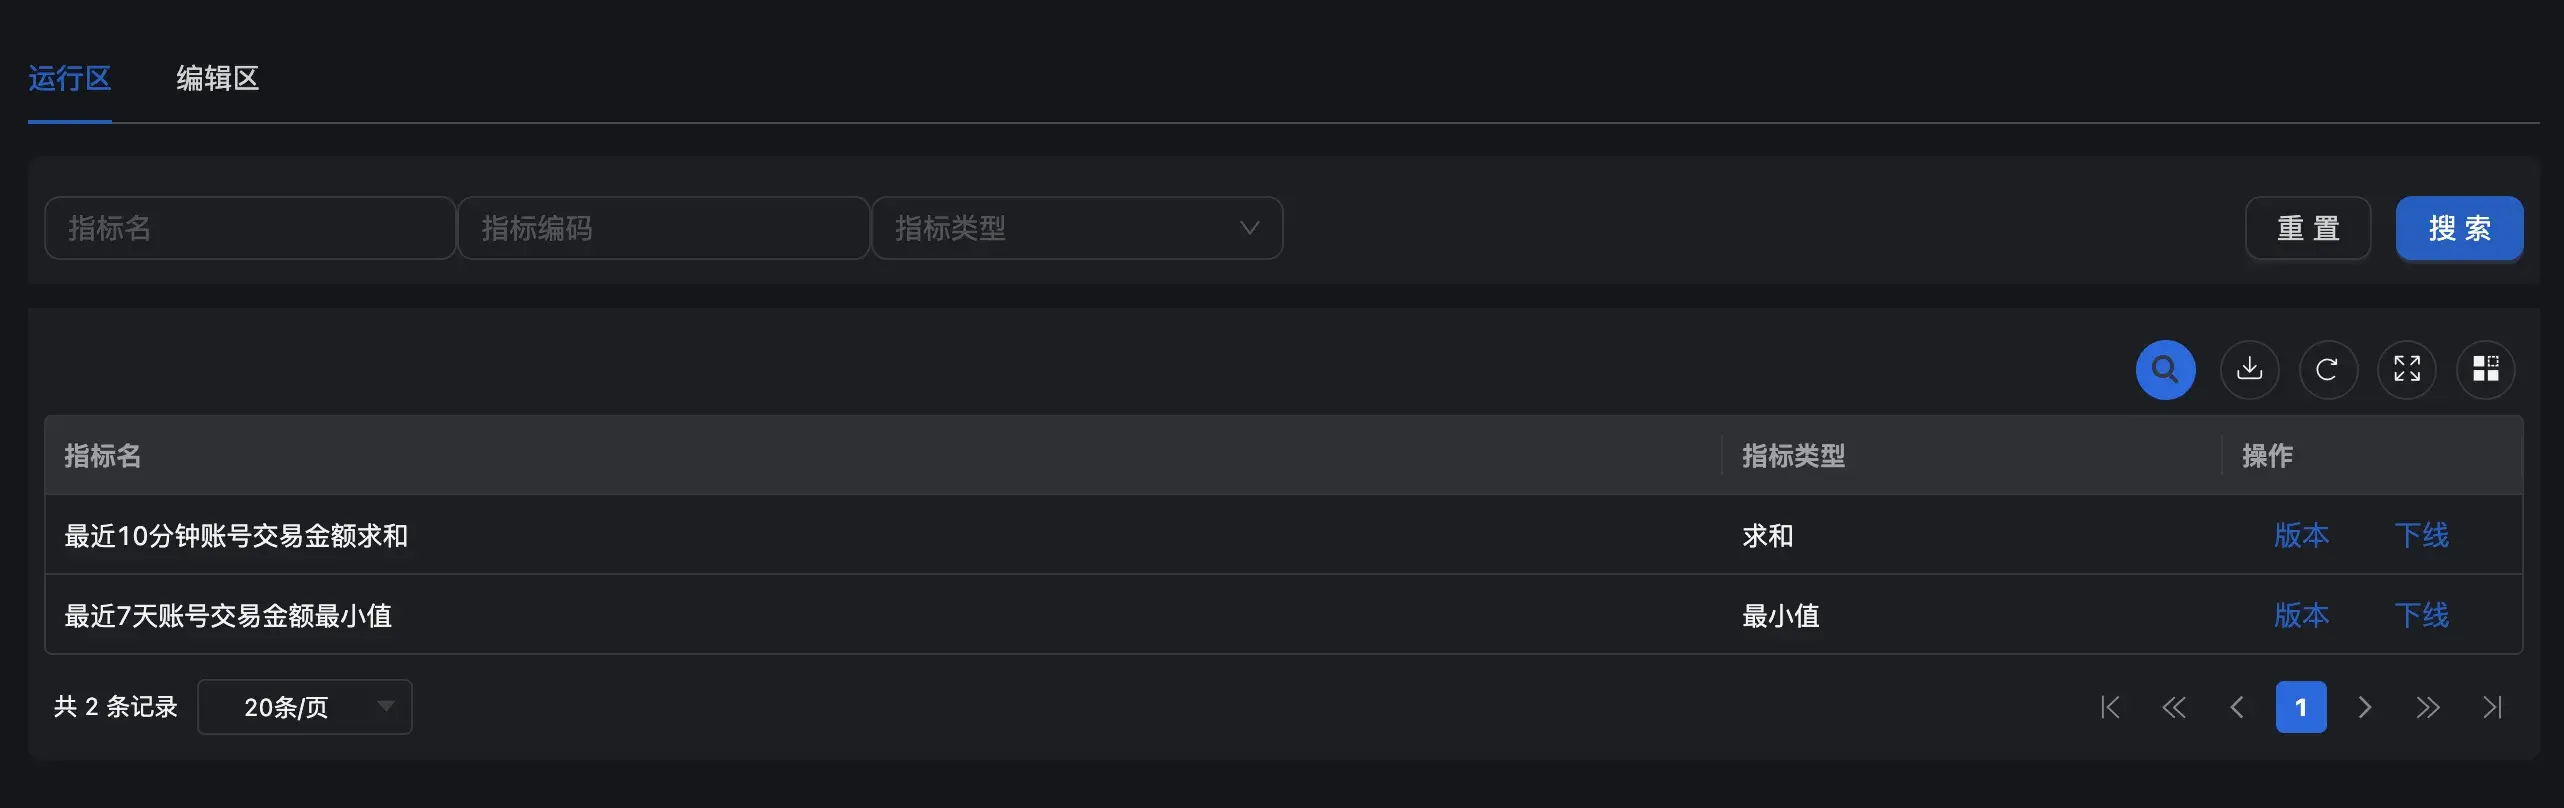 运行区 编辑区
指标名 指标编码 指标类型 重 置 搜 索
指标名 指标类型 操作
最近10分钟账号交易金额求和 求和 版本 下线
最近7天账号交易金额最小值 最小值 版本 下线
共 2 条记录 20条/页 1